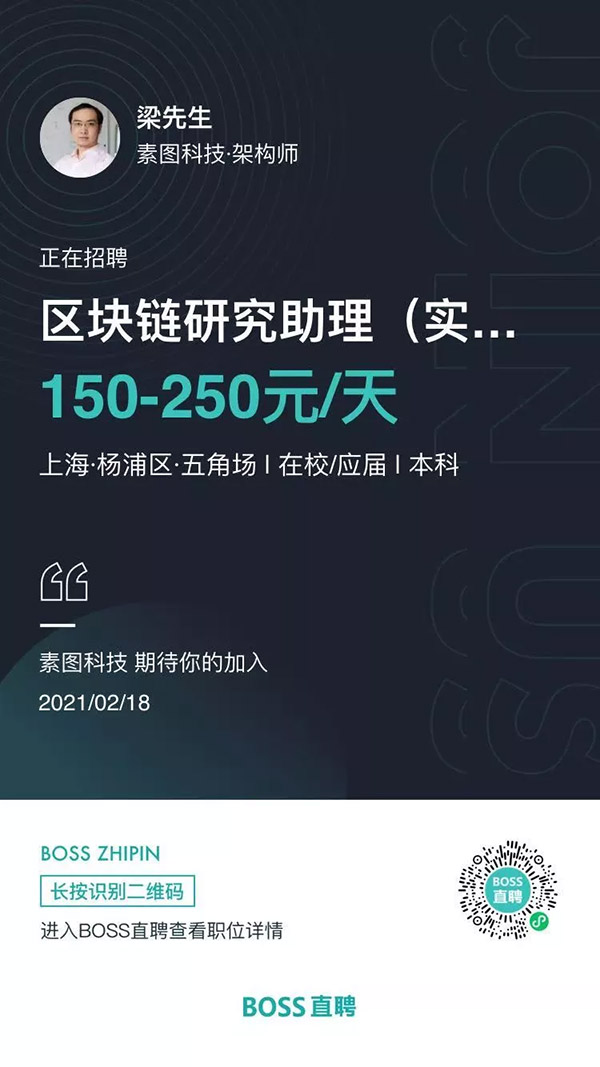 梁先生
素图科技·架构师
正在招聘
区块链研究助理（实...
150-250元/天
上海·杨浦区·五角场 | 在校/应届 | 本科
素图科技 期待你的加入
2021/02/18
BOSS ZHIPIN
长按识别二维码
进入BOSS直聘查看职位详情
BOSS
直聘
BOSS直聘